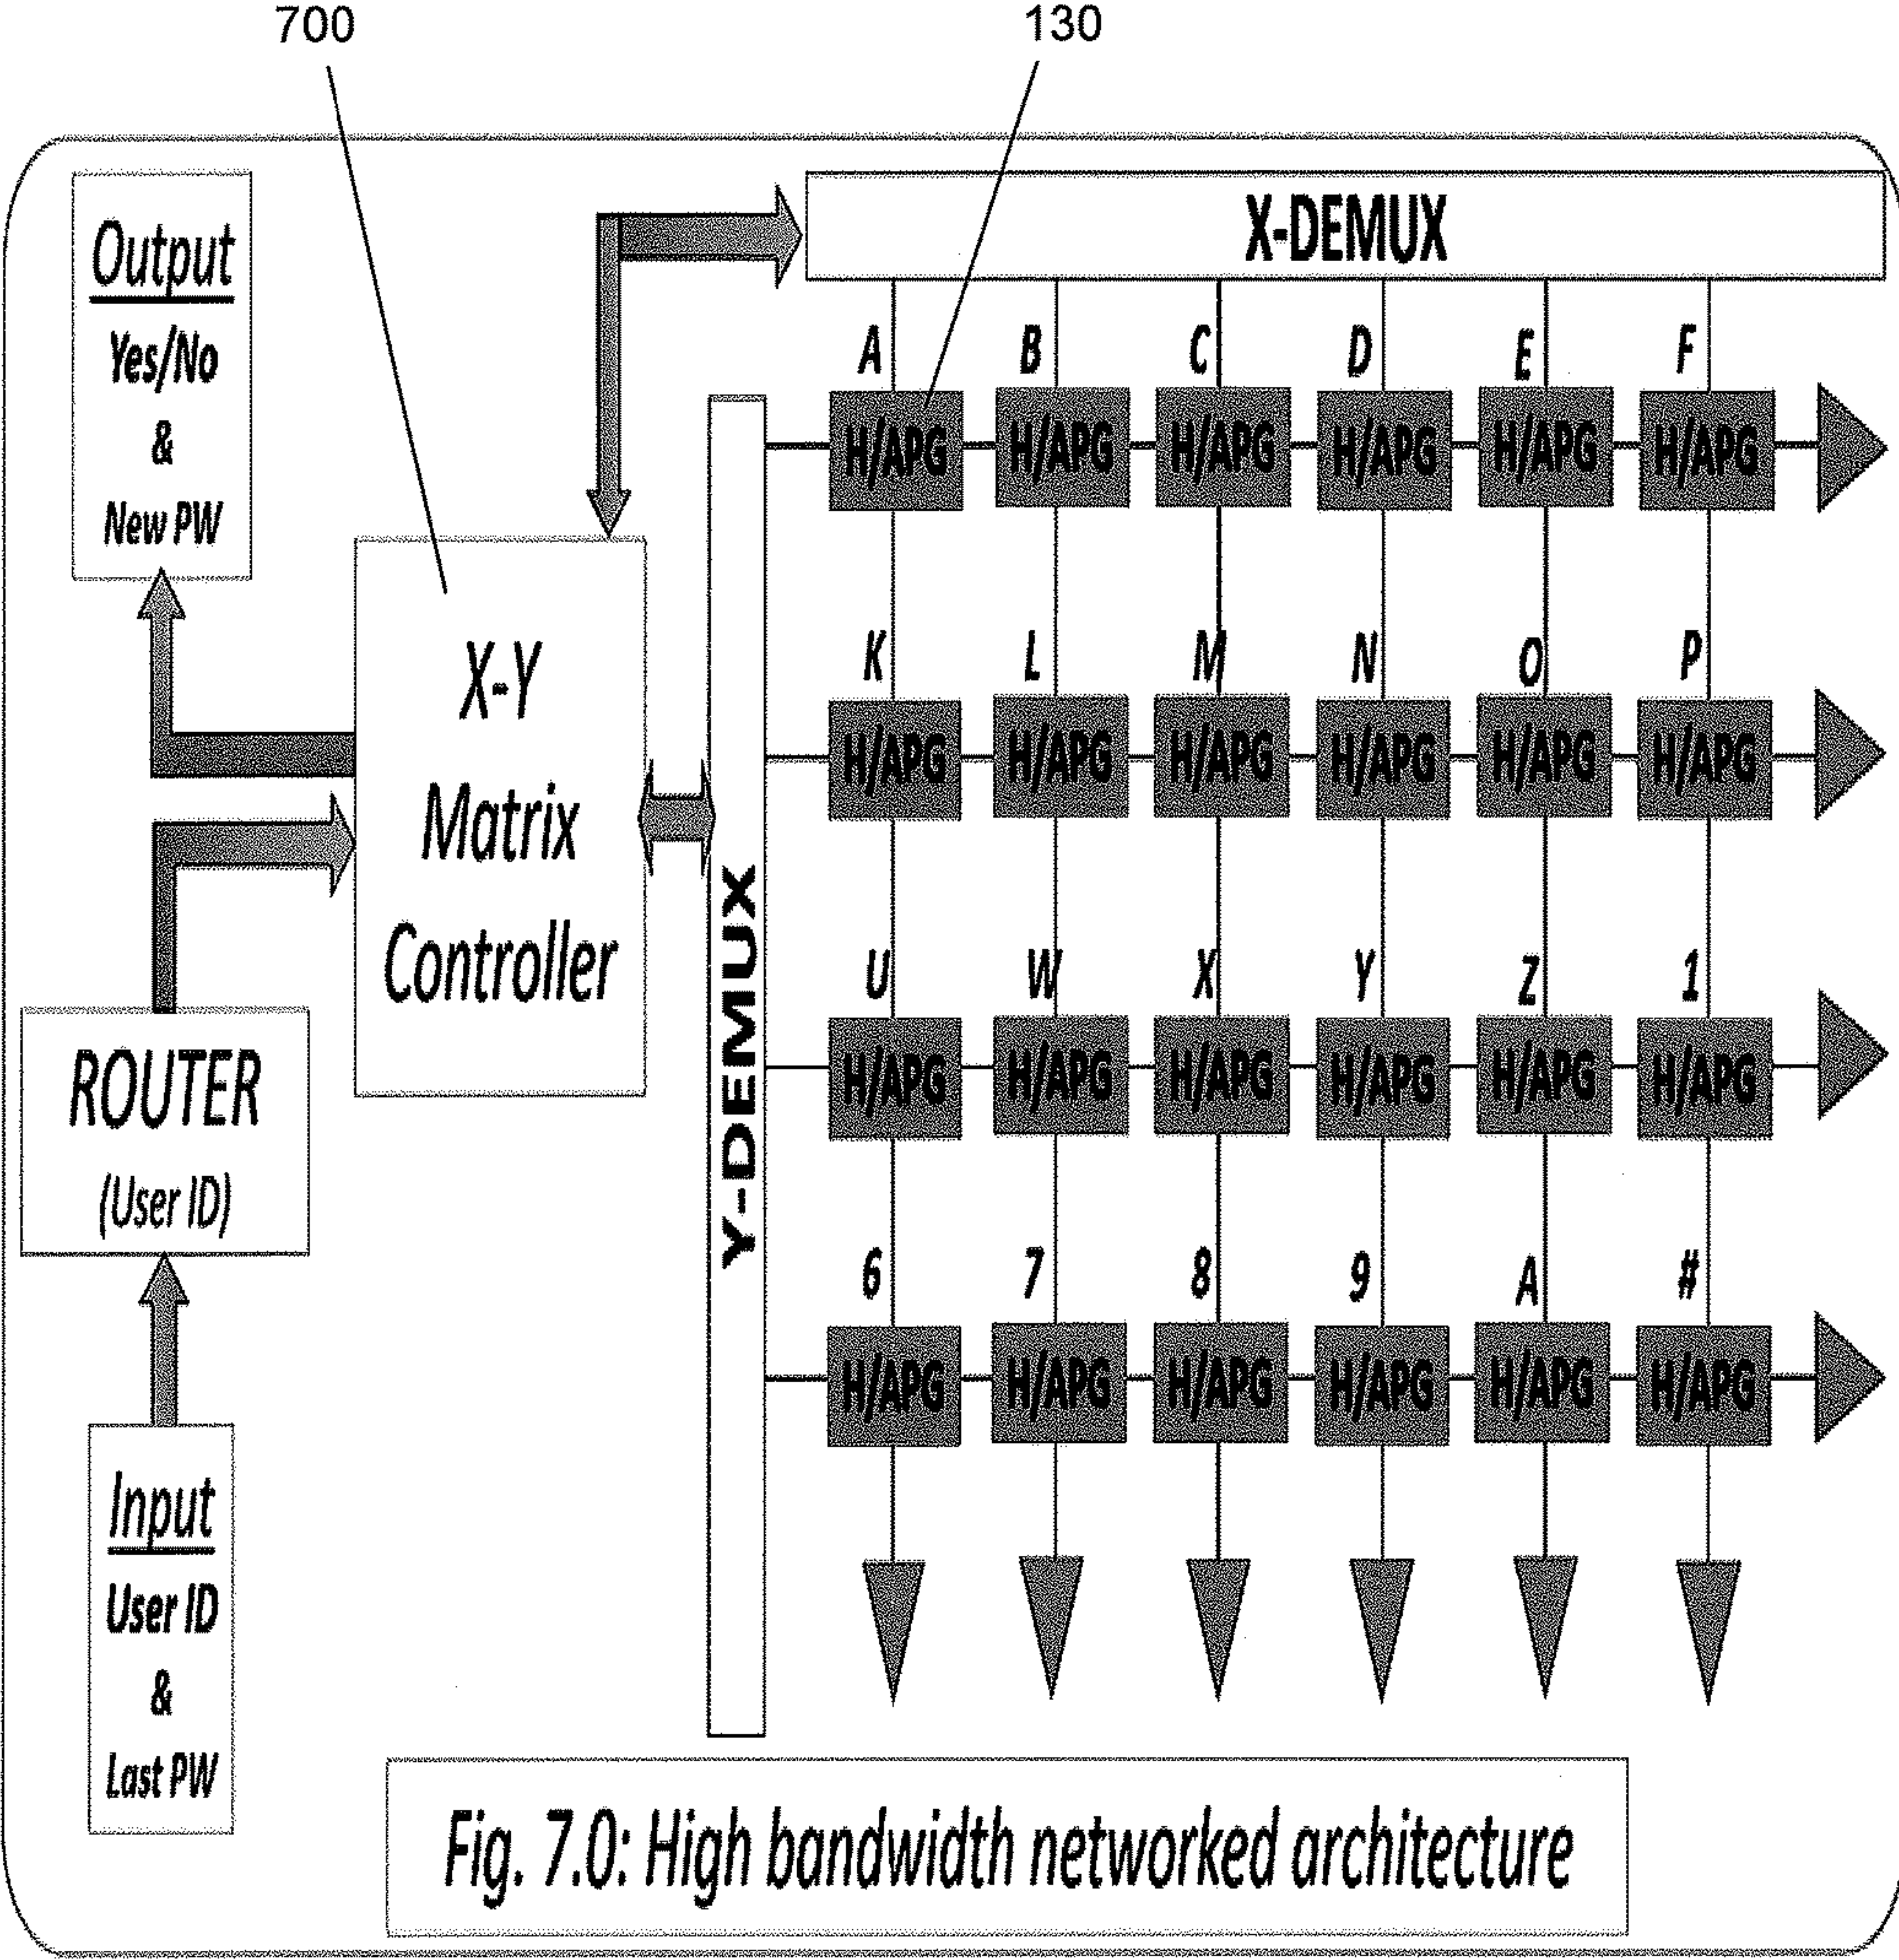 700
130
Output
Yes/No
&
New PW
X-DEMUX
A B C D E F
H/APG H/APG H/APG H/APG H/APG H/APG
X-Y
Matrix
Controller
K L M N O P
H/APG H/APG H/APG H/APG H/APG H/APG
Y-DEMUX
U W X Y Z 1
H/APG H/APG H/APG H/APG H/APG H/APG
ROUTER
(User ID)
6 7 8 9 A #
H/APG H/APG H/APG H/APG H/APG H/APG
Input
User ID
&
Last PW
Fig. 7.0: High bandwidth networked architecture